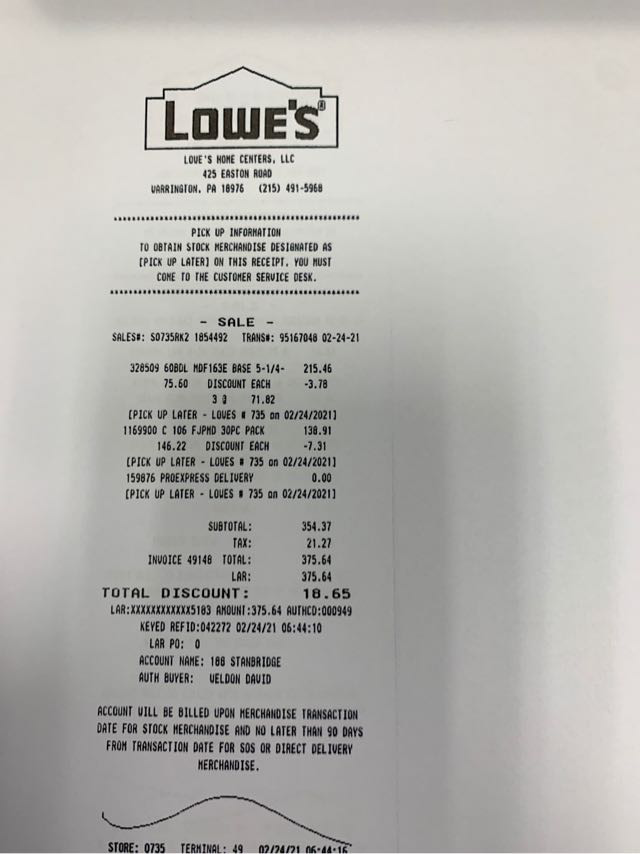 LOWE'S®
LOWE'S HOME CENTERS, LLC
425 EASTON ROAD
WARRINGTON, PA 18976 (215) 491-5968
****************************************************
PICK UP INFORMATION
TO OBTAIN STOCK MERCHANDISE DESIGNATED AS
[PICK UP LATER] ON THIS RECEIPT, YOU MUST
COME TO THE CUSTOMER SERVICE DESK.
****************************************************
- SALE -
SALES#: S0735RK2 1854492 TRANS#: 95167048 02-24-21
328509 60BDL MDF163E BASE 5-1/4- 215.46
75.60 DISCOUNT EACH -3.78
3 @ 71.82
[PICK UP LATER - LOWES # 735 on 02/24/2021]
1169900 C 106 FJPMD 30PC PACK 138.91
146.22 DISCOUNT EACH -7.31
[PICK UP LATER - LOWES # 735 on 02/24/2021]
159876 PROEXPRESS DELIVERY 0.00
[PICK UP LATER - LOWES # 735 on 02/24/2021]
SUBTOTAL: 354.37
TAX: 21.27
INVOICE 49148 TOTAL: 375.64
LAR: 375.64
TOTAL DISCOUNT: 18.65
LAR:XXXXXXXXXXXX5183 AMOUNT:375.64 AUTHCD:000949
KEYED REFID:042272 02/24/21 06:44:10
LAR PO: 0
ACCOUNT NAME: 188 STANBRIDGE
AUTH BUYER: WELDON DAVID
ACCOUNT WILL BE BILLED UPON MERCHANDISE TRANSACTION
DATE FOR STOCK MERCHANDISE AND NO LATER THAN 90 DAYS
FROM TRANSACTION DATE FOR SOS OR DIRECT DELIVERY
MERCHANDISE.
STORE: 0735 TERMINAL: 49 02/24/21 06:44:16